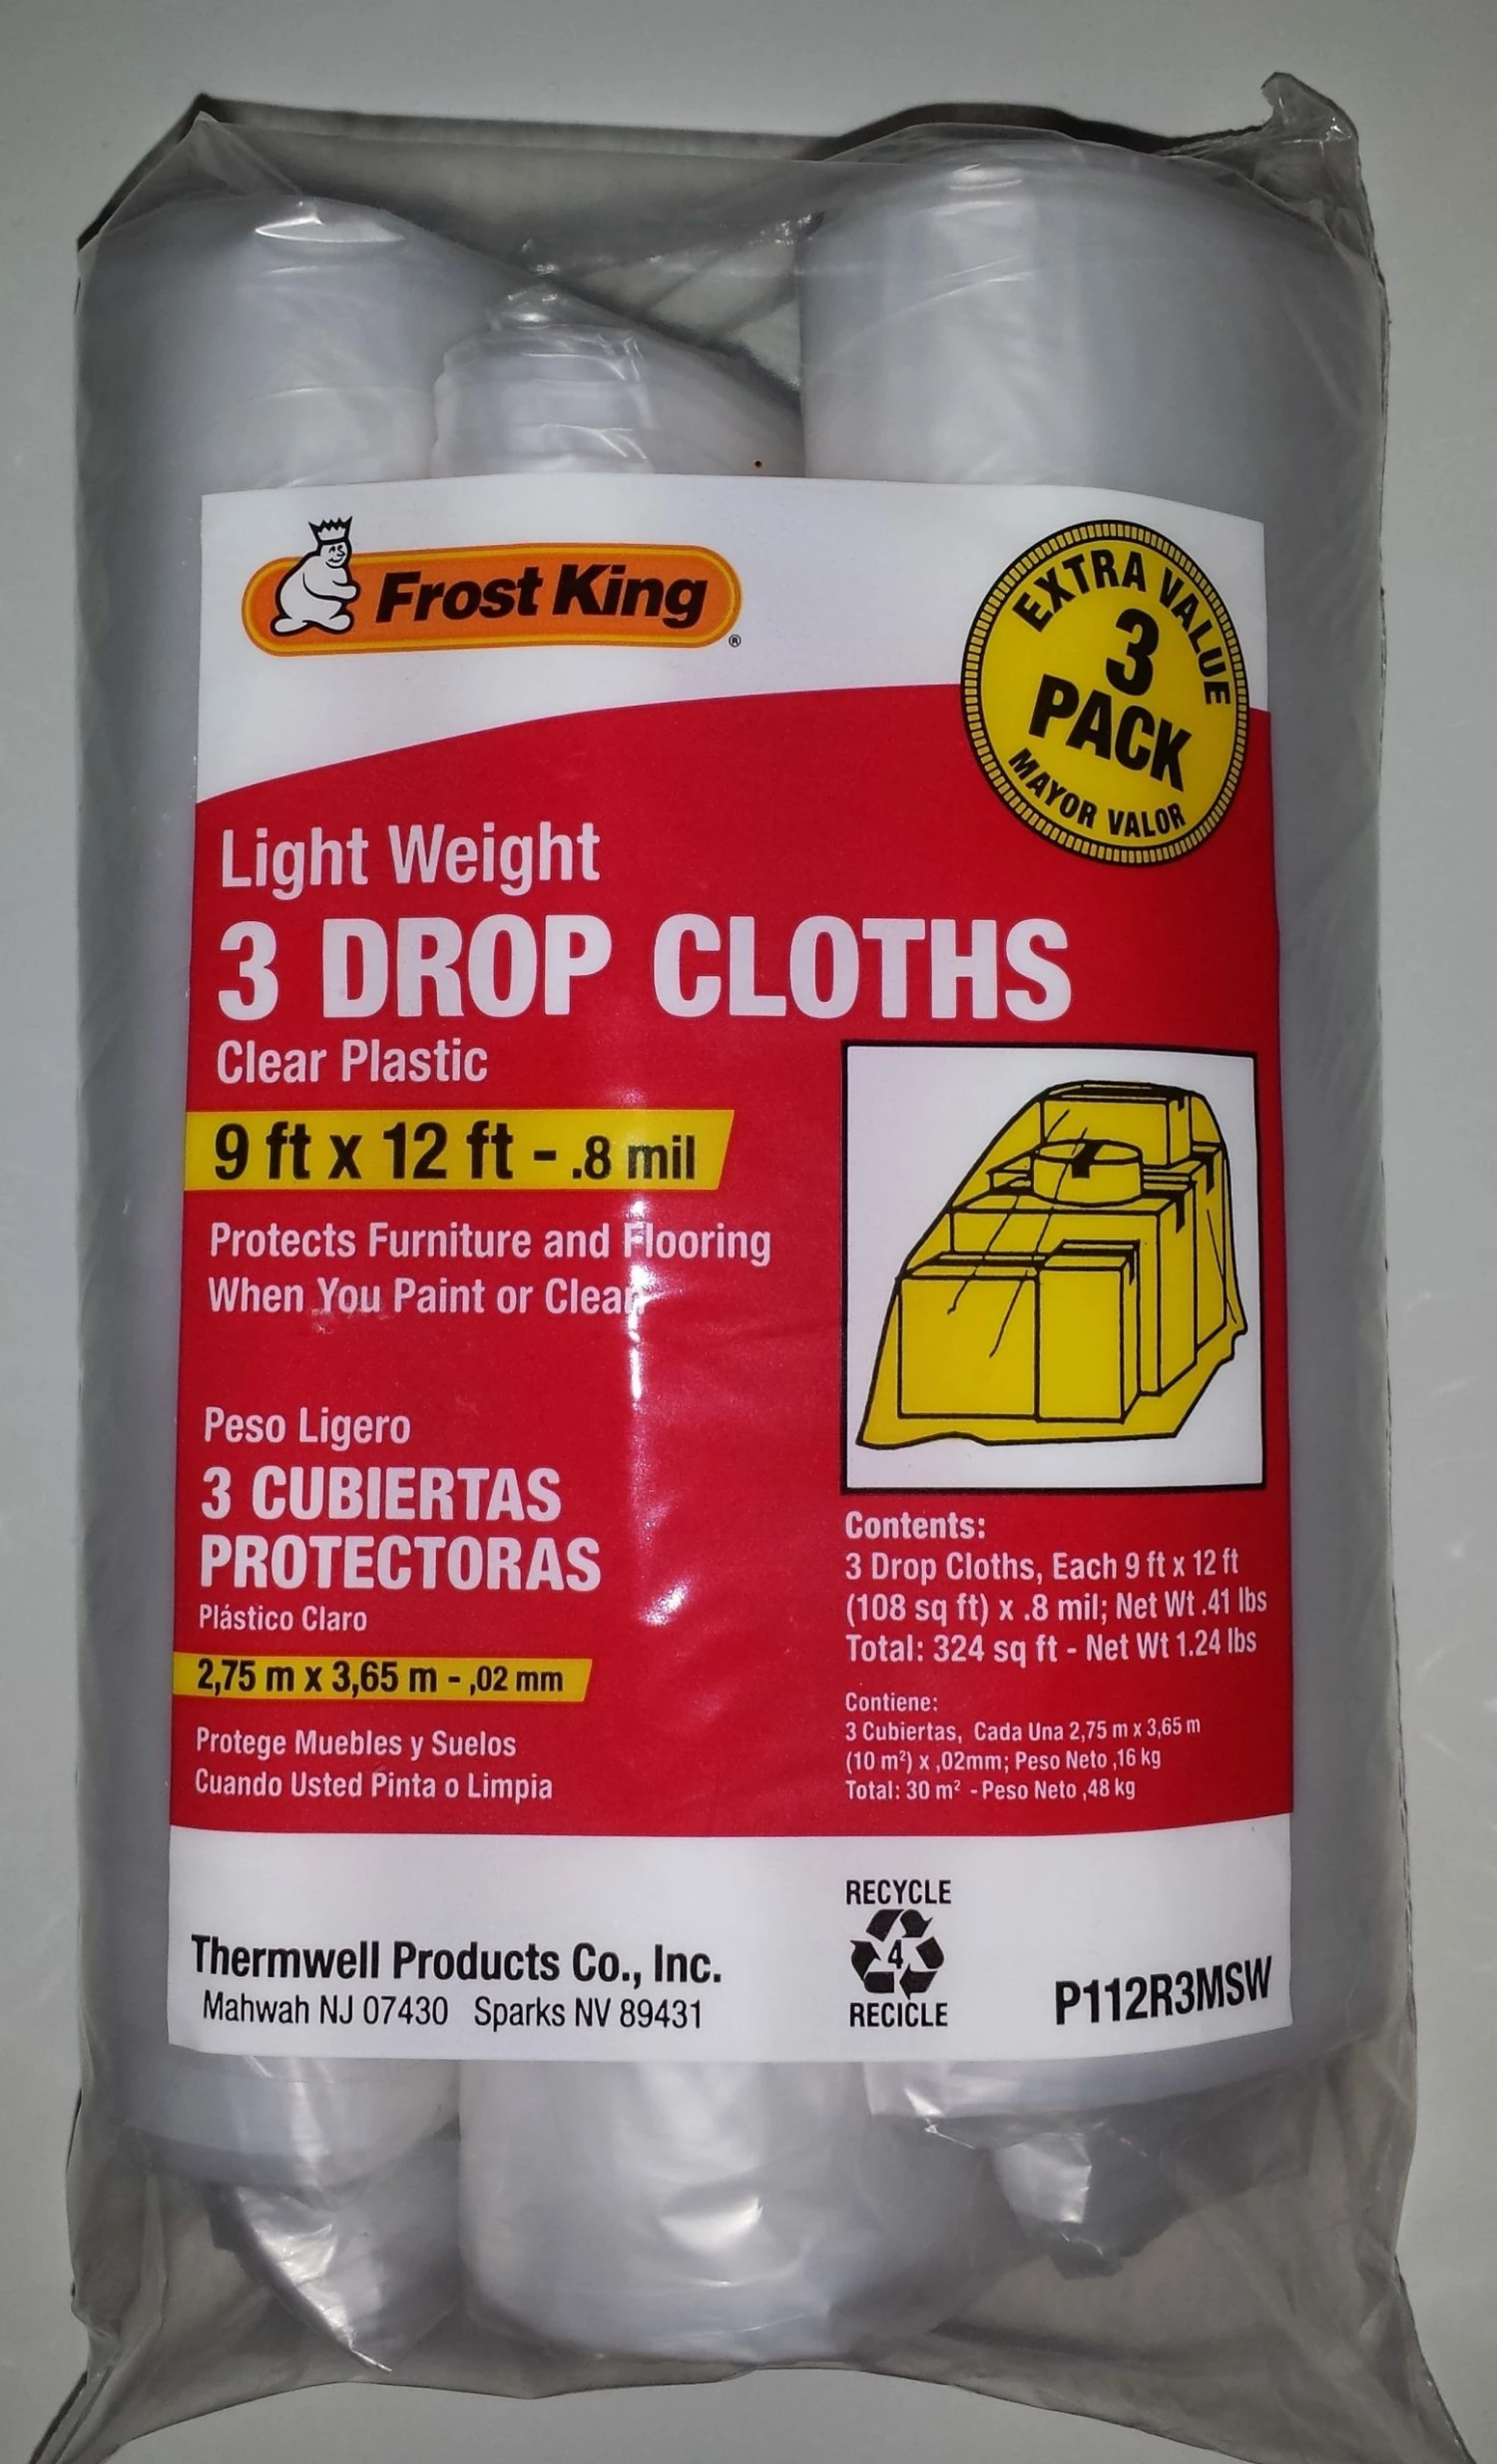 Frost King
®
EXTRA VALUE
3
PACK
MAYOR VALOR
Light Weight
3 DROP CLOTHS
Clear Plastic
9 ft x 12 ft - .8 mil
Protects Furniture and Flooring
When You Paint or Clean
Peso Ligero
3 CUBIERTAS
PROTECTORAS
Plástico Claro
2,75 m x 3,65 m - ,02 mm
Protege Muebles y Suelos
Cuando Usted Pinta o Limpia
Contents:
3 Drop Cloths, Each 9 ft x 12 ft
(108 sq ft) x .8 mil; Net Wt .41 lbs
Total: 324 sq ft - Net Wt 1.24 lbs
Contiene:
3 Cubiertas, Cada Una 2,75 m x 3,65 m
(10 m²) x ,02mm; Peso Neto ,16 kg
Total: 30 m² - Peso Neto ,48 kg
Thermwell Products Co., Inc.
Mahwah NJ 07430 Sparks NV 89431
RECYCLE
4
RECICLE
P112R3MSW